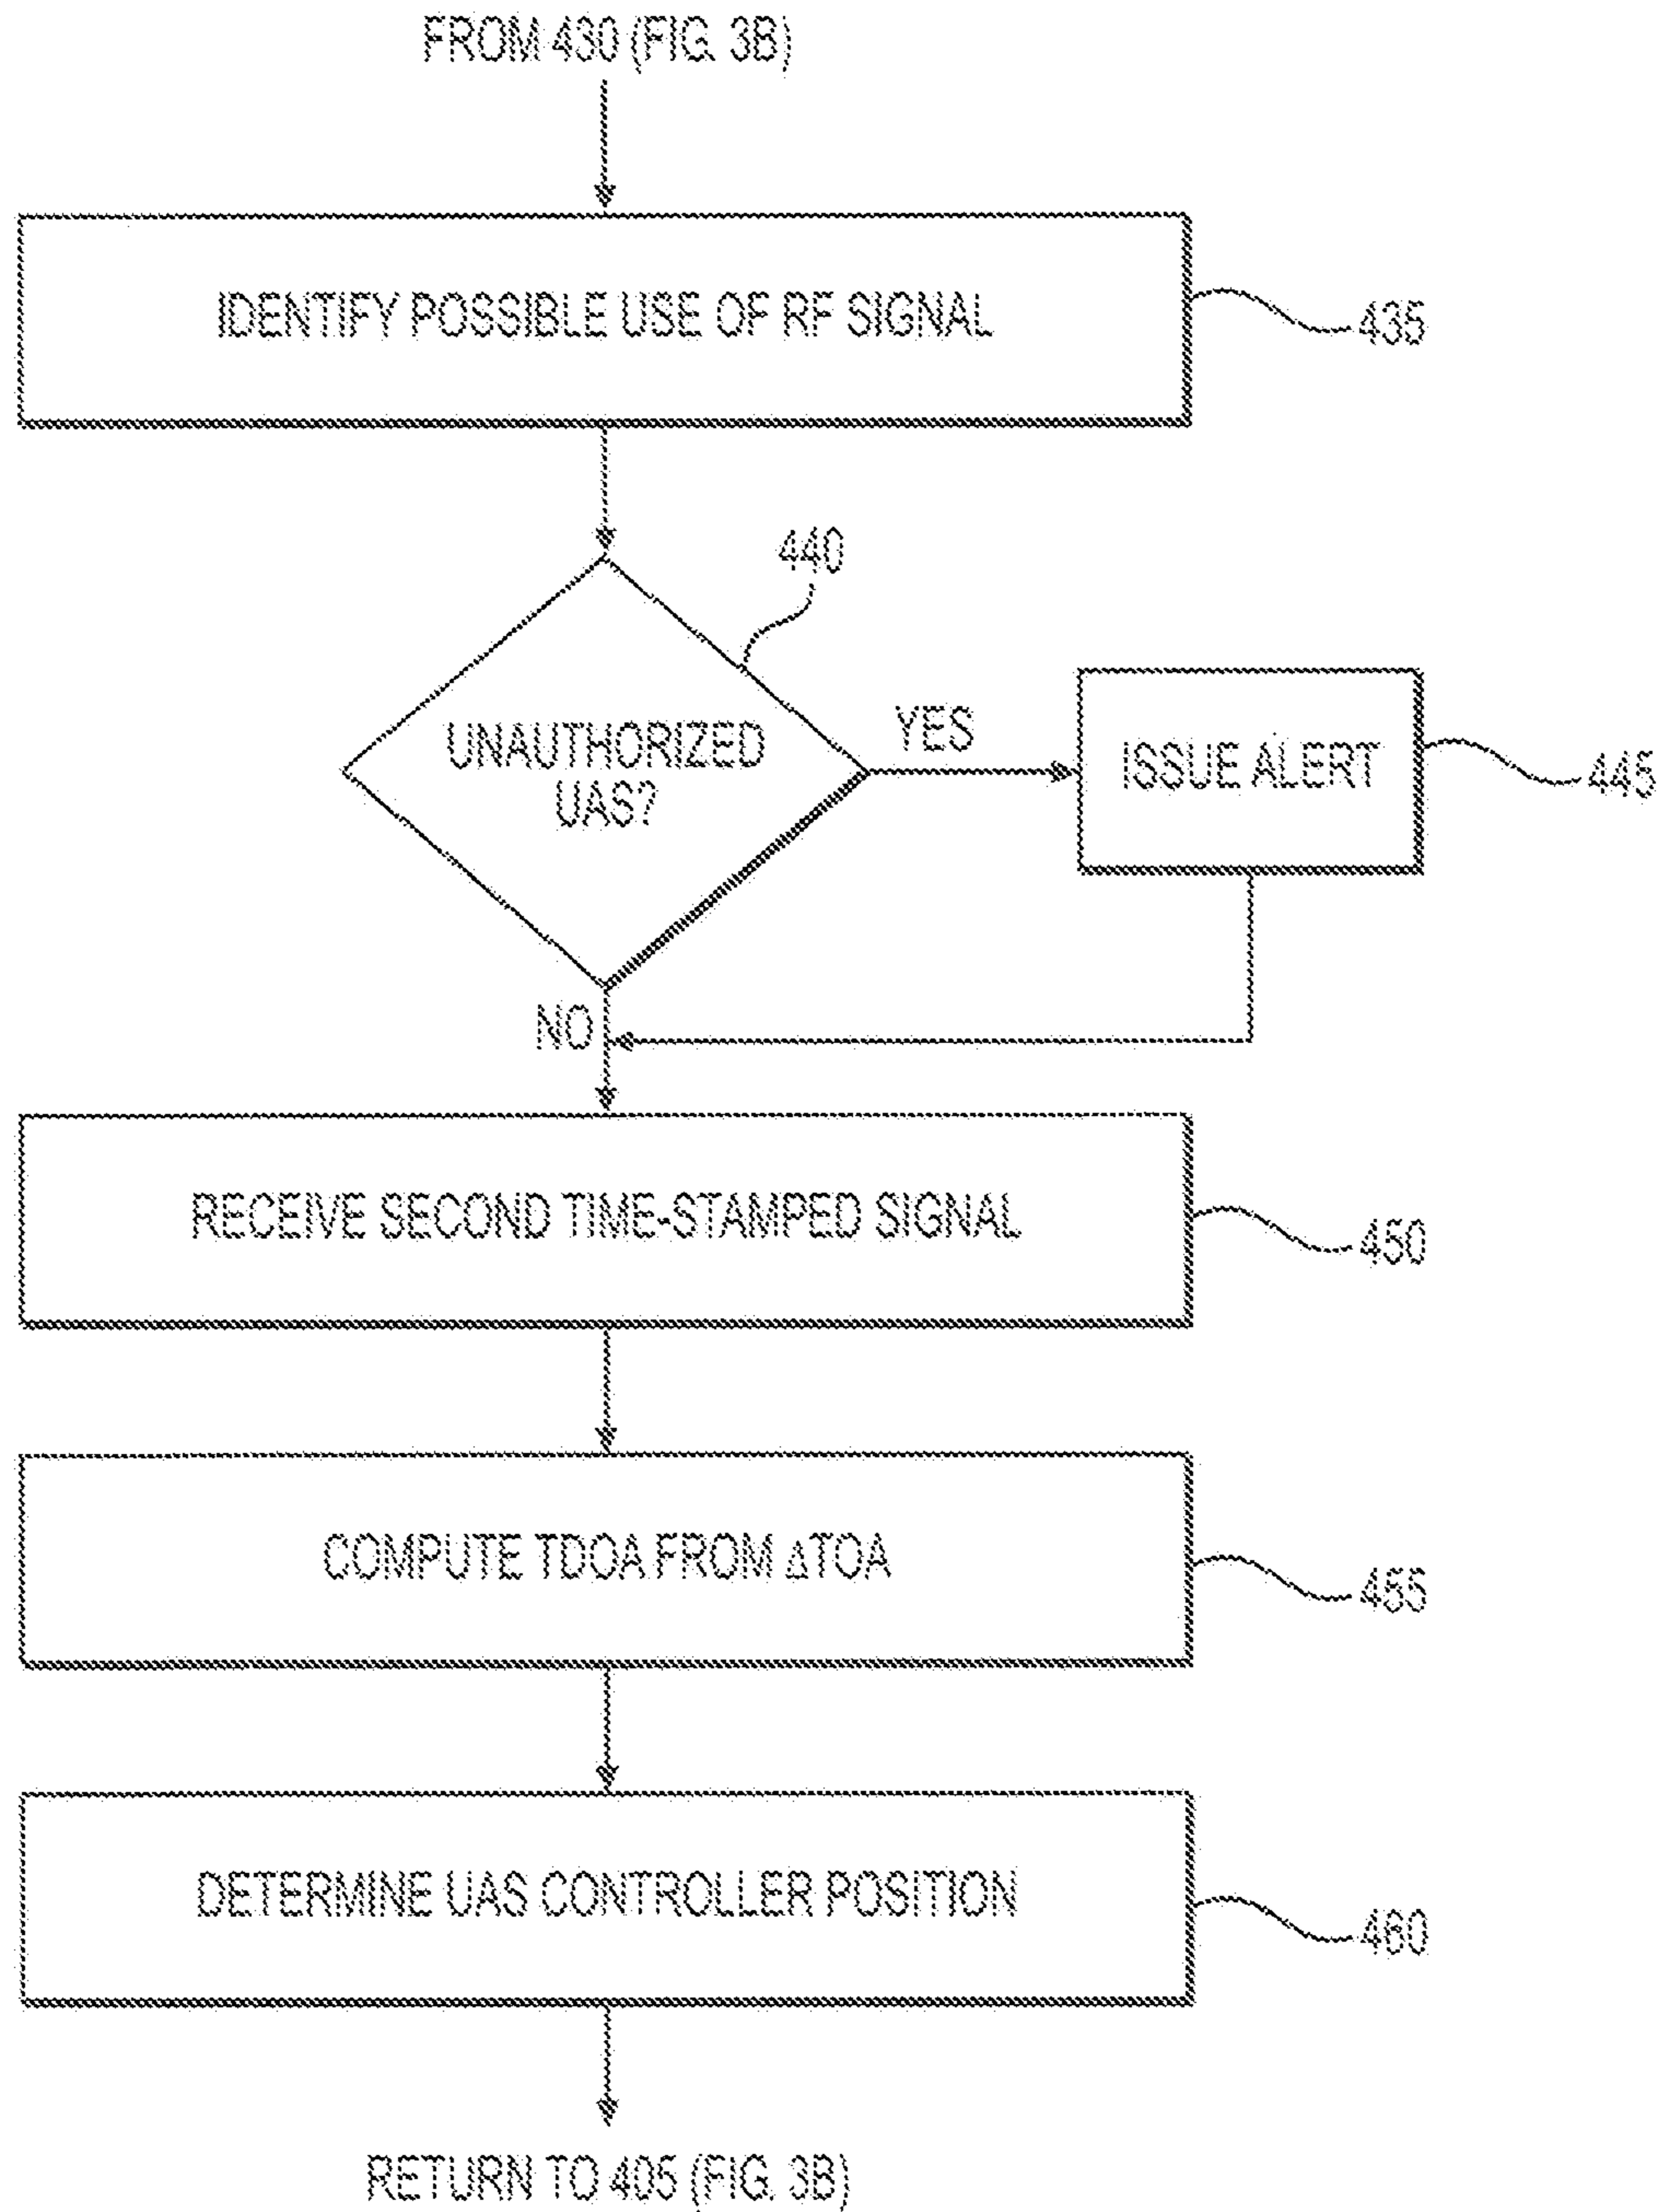 FROM 430 (FIG. 3B)
IDENTIFY POSSIBLE USE OF RF SIGNAL
435
440
UNAUTHORIZED
UAS?
YES
ISSUE ALERT
445
NO
RECEIVE SECOND TIME-STAMPED SIGNAL
450
COMPUTE TDOA FROM ΔTOA
455
DETERMINE UAS CONTROLLER POSITION
460
RETURN TO 405 (FIG. 3B)